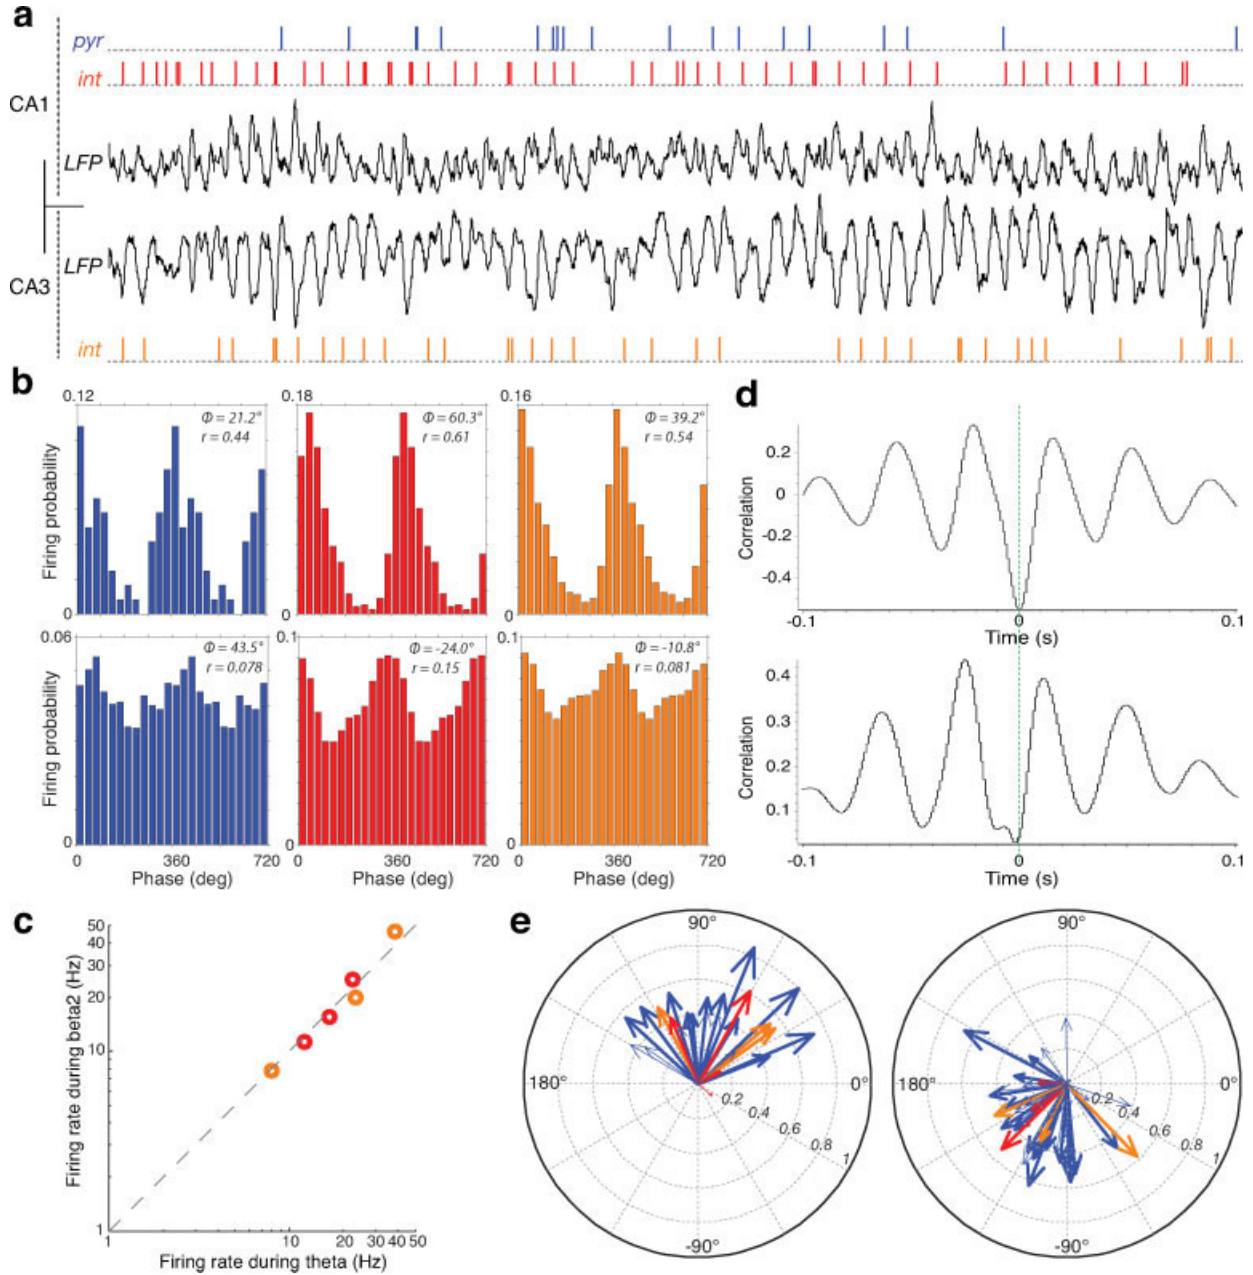 a
pyr
int
CA1
LFP
LFP
CA3
int
b
0.12
Φ = 21.2°
r = 0.44
Firing probability
0
0.18
Φ = 60.3°
r = 0.61
0
0.16
Φ = 39.2°
r = 0.54
0
0.06
Φ = 43.5°
r = 0.078
Firing probability
0
0 360 720
Phase (deg)
0.1
Φ = -24.0°
r = 0.15
0
0 360 720
Phase (deg)
0.1
Φ = -10.8°
r = 0.081
0
0 360 720
Phase (deg)
d
0.2
0
-0.2
-0.4
Correlation
-0.1 0 0.1
Time (s)
0.4
0.3
0.2
0.1
Correlation
-0.1 0 0.1
Time (s)
c
50
40
30
20
10
1
Firing rate during beta2 (Hz)
1 10 20 30 40 50
Firing rate during theta (Hz)
e
90°
180° 0°
0.2
0.4
0.6
0.8
1
-90°
90°
180° 0°
0.2
0.4
0.6
0.8
1
-90°